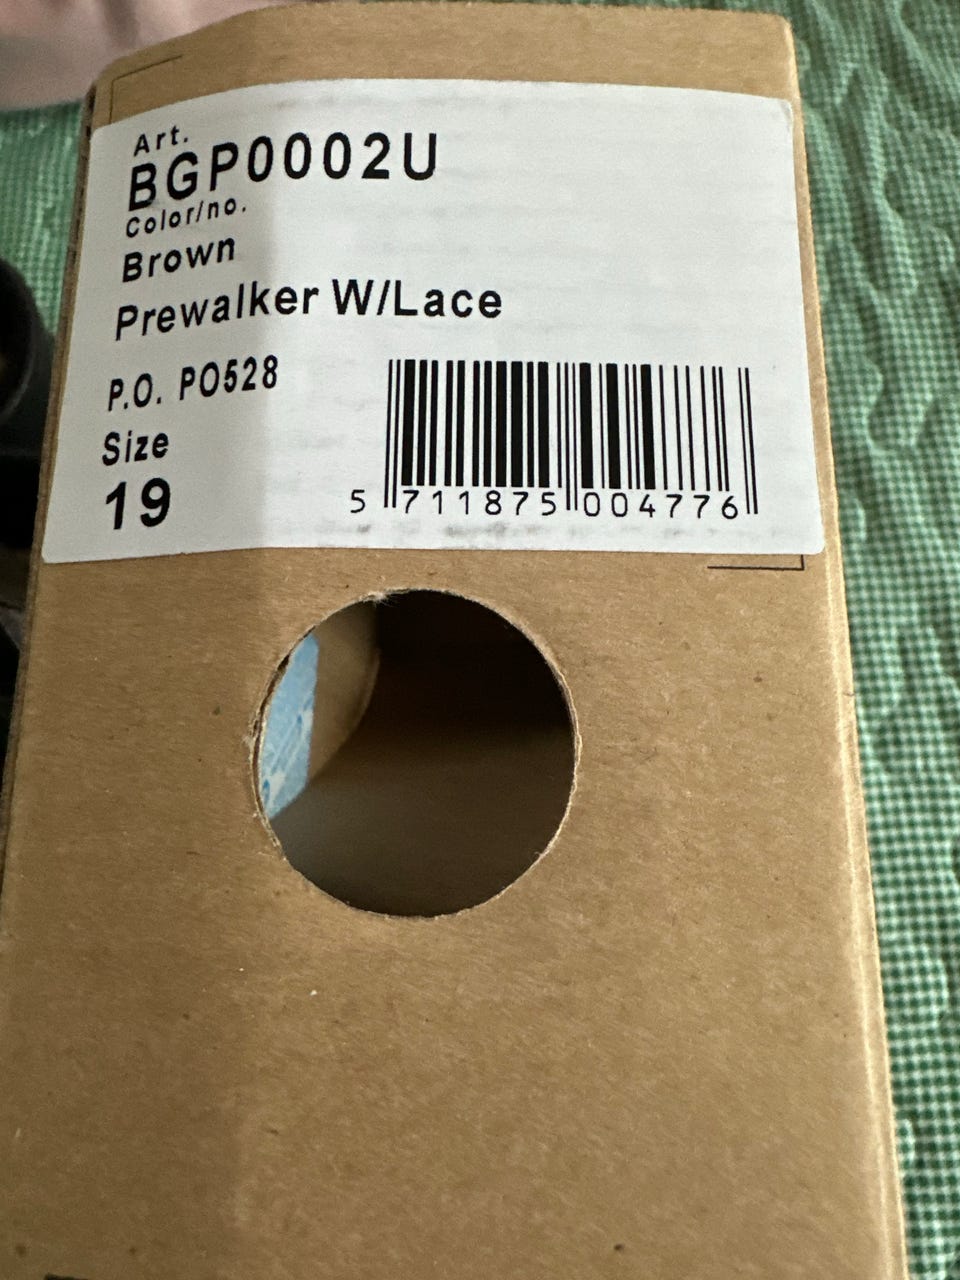 Art.
BGP0002U
Color/no.
Brown
Prewalker W/Lace
P.O. PO528
Size
19
5 711875 004776